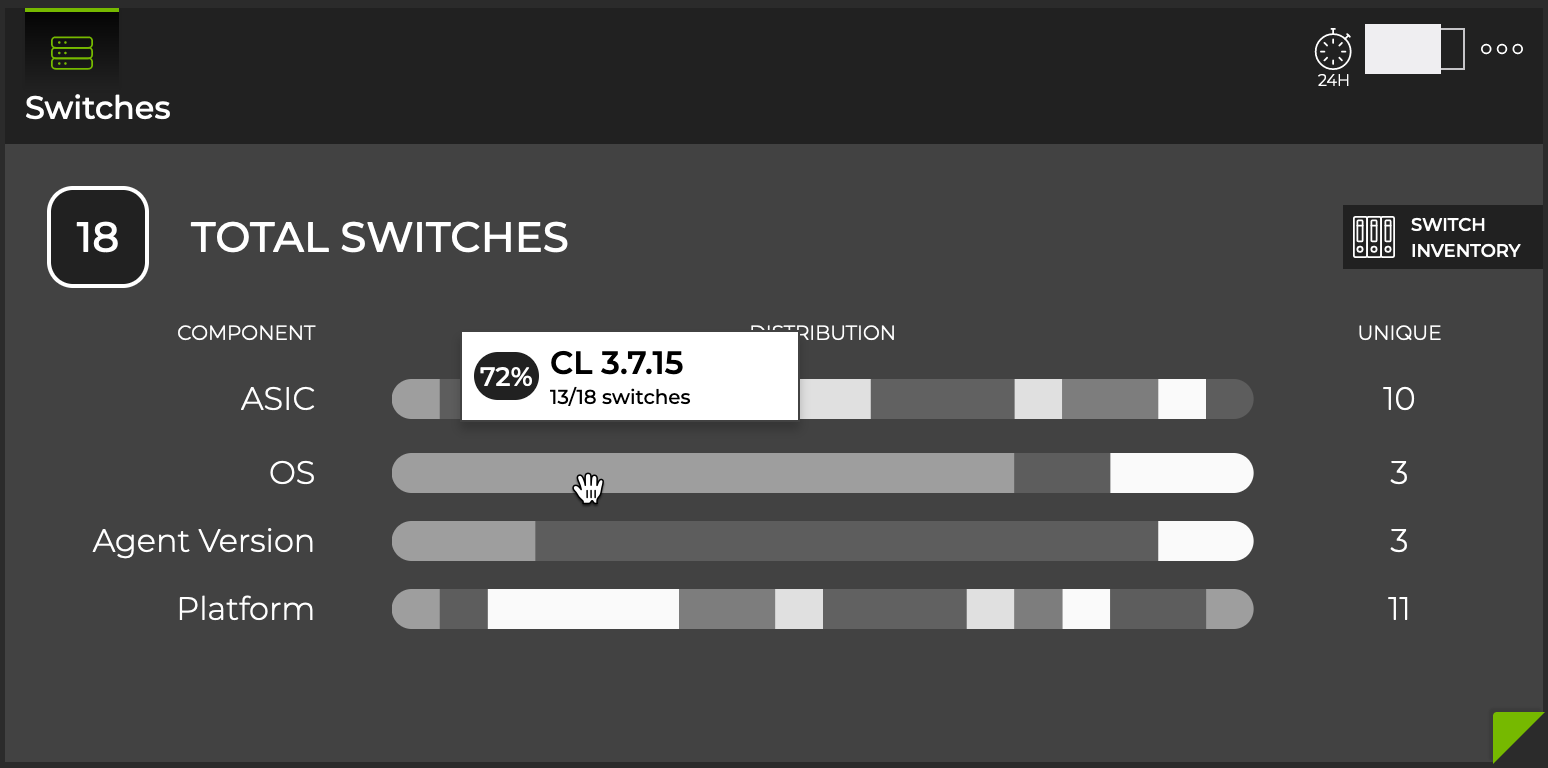 24H
Switches
18
TOTAL SWITCHES
SWITCH
INVENTORY
COMPONENT
DISTRIBUTION
UNIQUE
72%
CL 3.7.15
13/18 switches
ASIC
10
OS
3
Agent Version
3
Platform
11